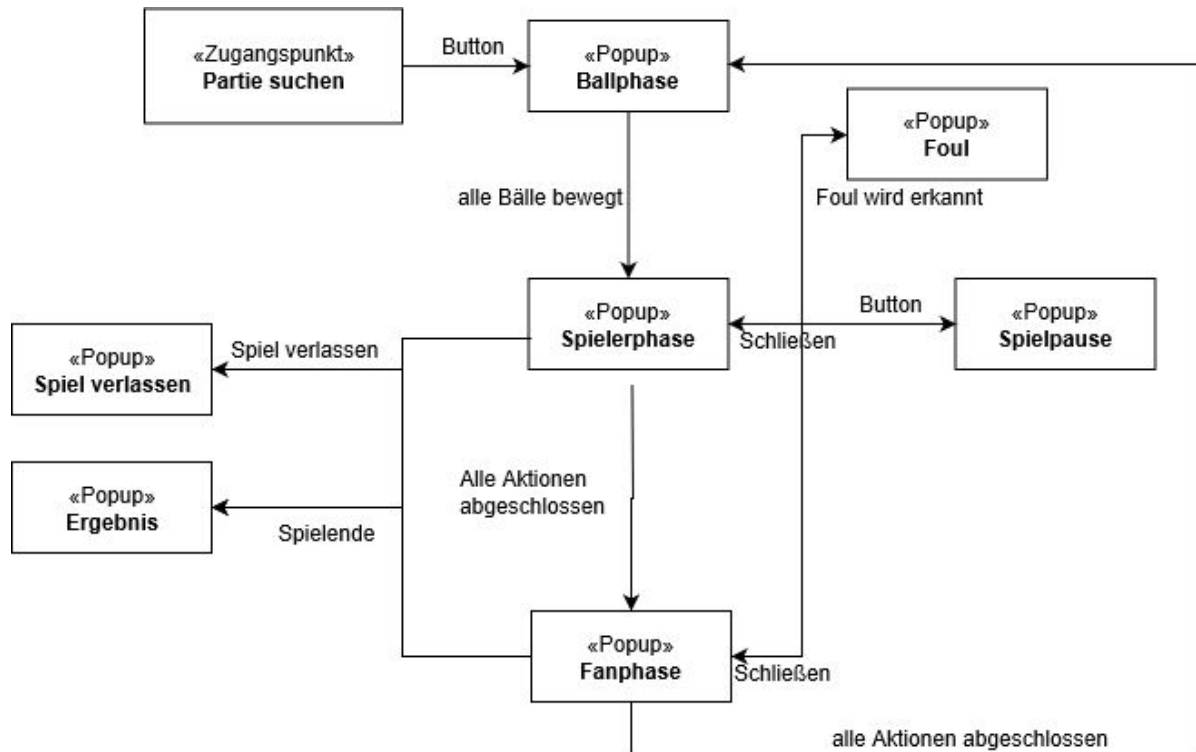 «Zugangspunkt»
Partie suchen
Button
«Popup»
Ballphase
«Popup»
Foul
alle Bälle bewegt
Foul wird erkannt
«Popup»
Spielerphase
Schließen
Button
«Popup»
Spielpause
«Popup»
Spiel verlassen
Spiel verlassen
Alle Aktionen
abgeschlossen
«Popup»
Ergebnis
Spielende
«Popup»
Fanphase
Schließen
alle Aktionen abgeschlossen